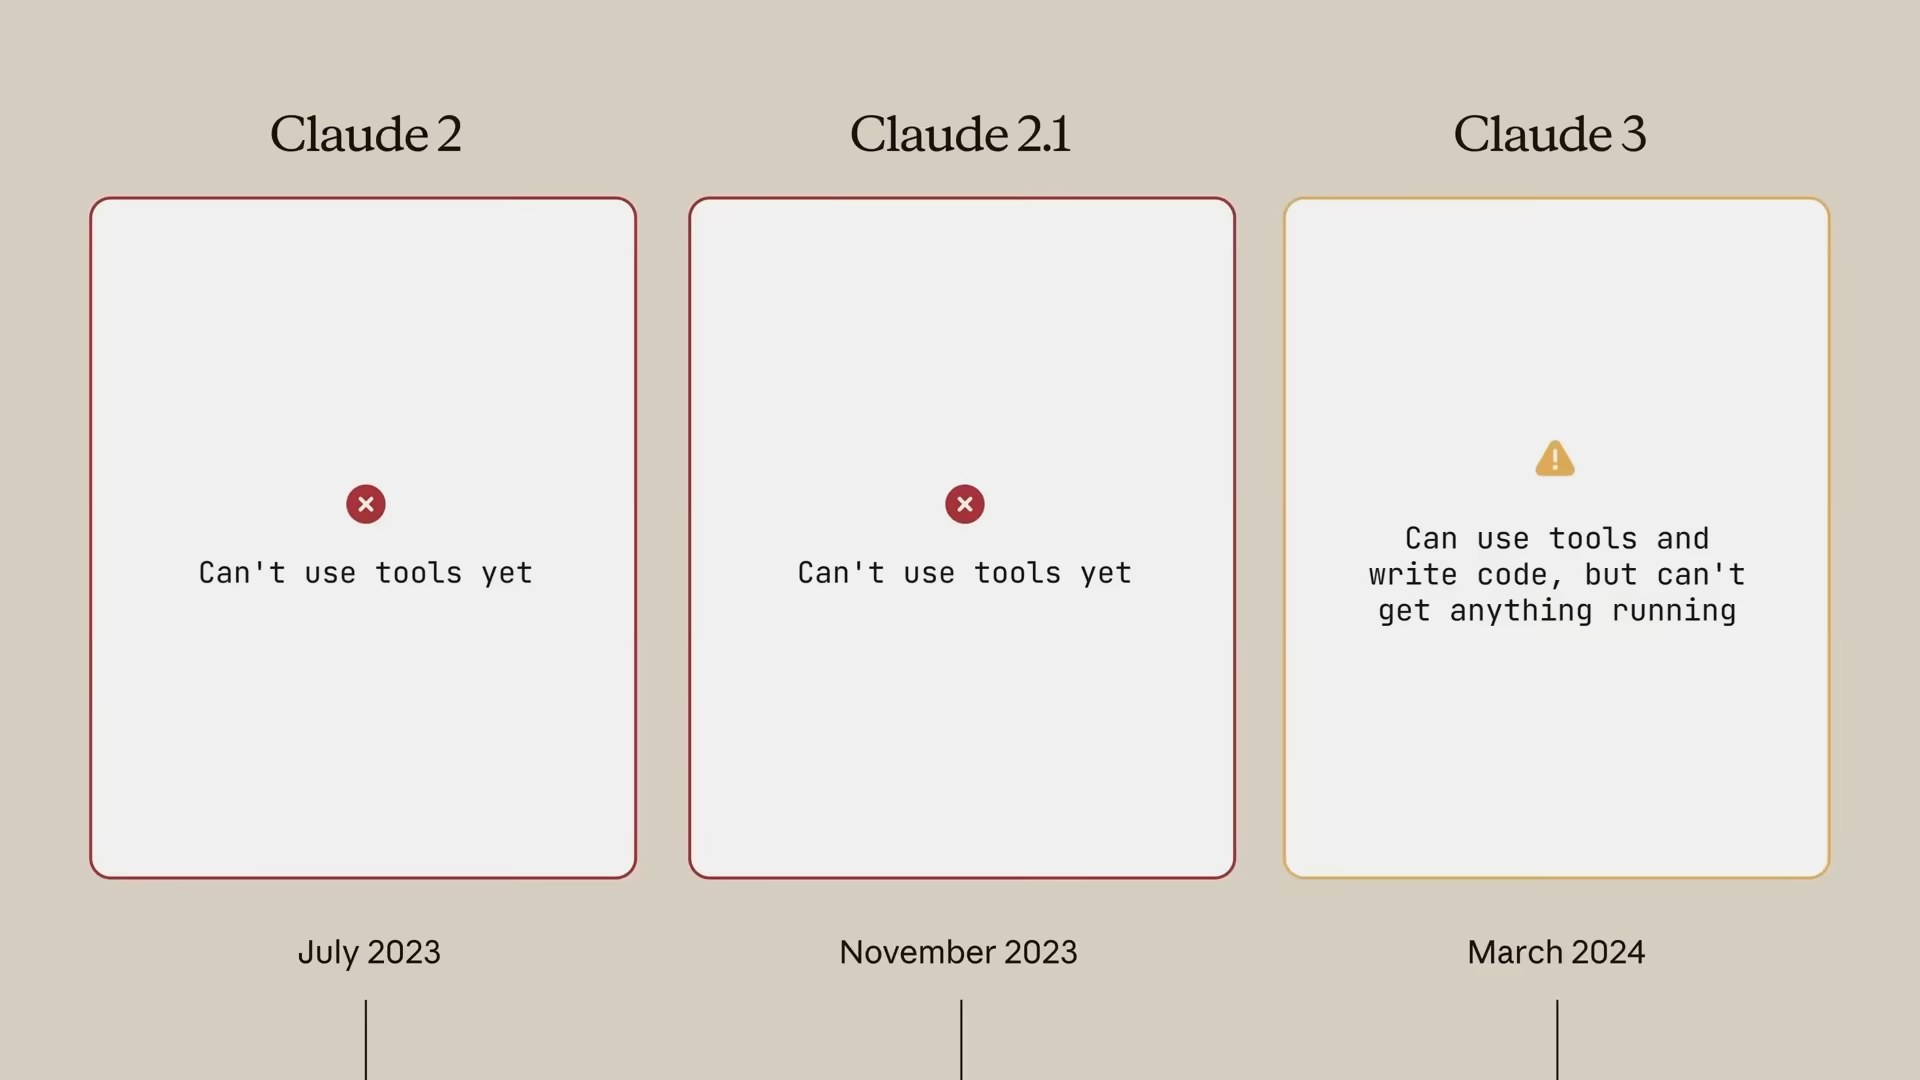 Claude 2
Can't use tools yet
July 2023
Claude 2.1
Can't use tools yet
November 2023
Claude 3
Can use tools and
write code, but can't
get anything running
March 2024